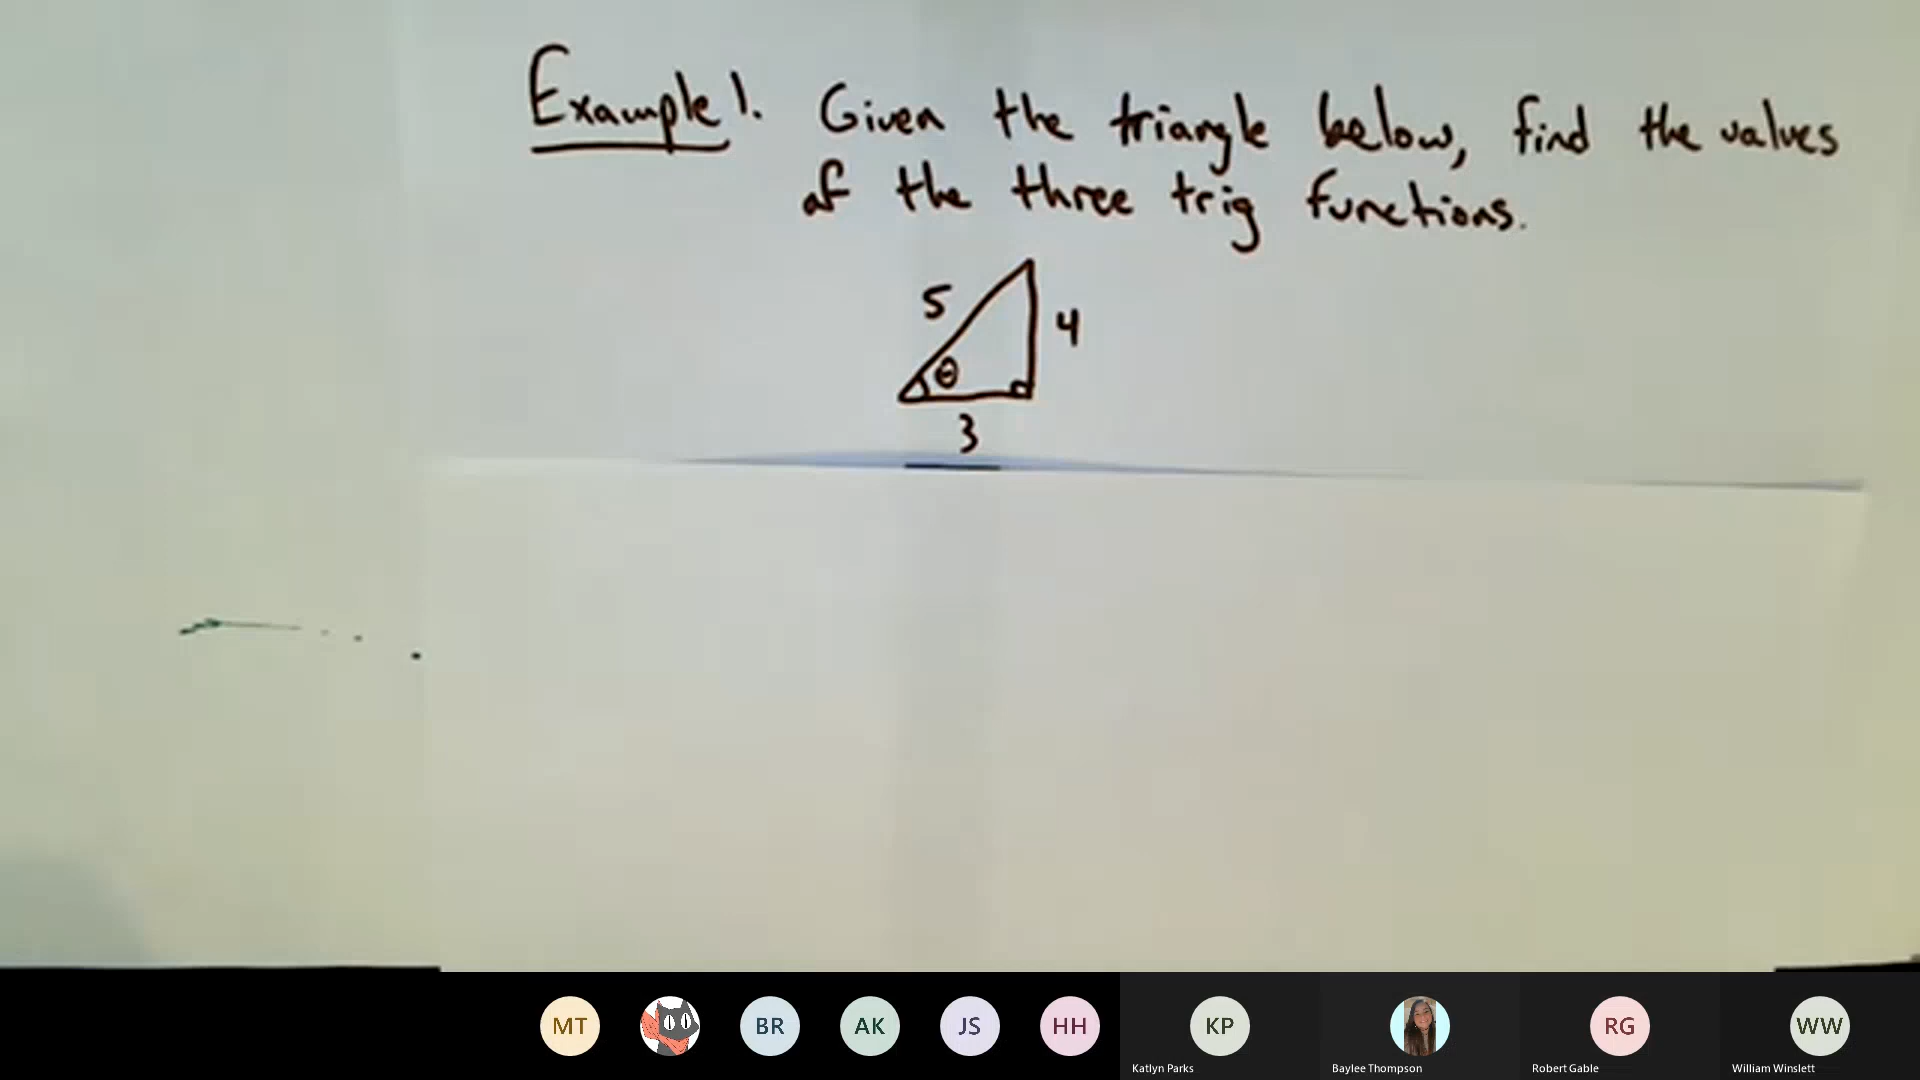 Example 1. Given the triangle below, find the values
of the three trig functions.
5
4
θ
3
MT
BR
AK
JS
HH
KP
RG
WW
Katlyn Parks
Baylee Thompson
Robert Gable
William Winslett